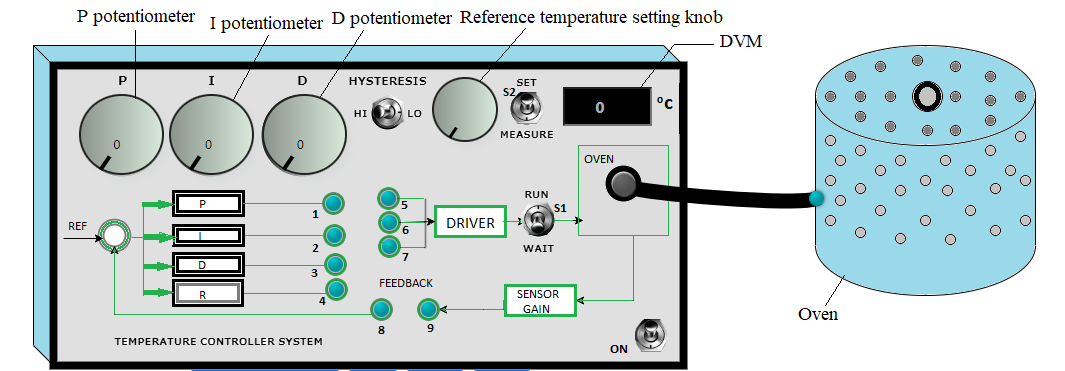 P potentiometer
I potentiometer
D potentiometer
Reference temperature setting knob
DVM
P
I
D
HYSTERESIS
HI
LO
S2
SET
MEASURE
0
°C
0
0
0
OVEN
REF
P
I
D
R
1
2
3
4
5
6
7
DRIVER
RUN
S1
WAIT
FEEDBACK
8
9
SENSOR
GAIN
ON
TEMPERATURE CONTROLLER SYSTEM
Oven